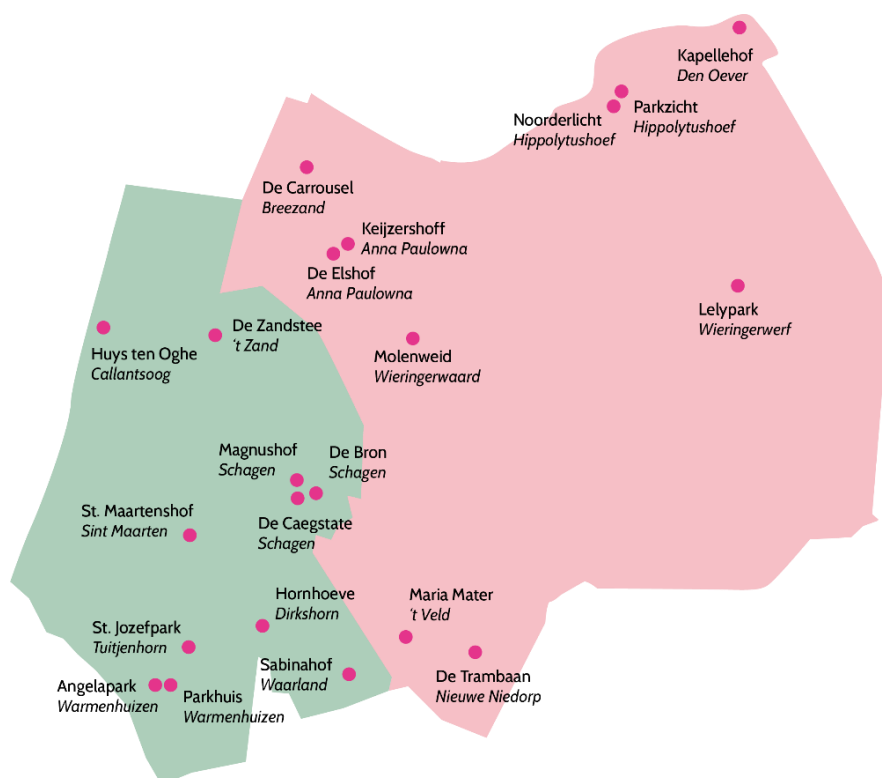 Kapellehof
Den Oever
Noorderlicht
Hippolytushoef
Parkzicht
Hippolytushoef
De Carrousel
Breezand
Keijzershoff
Anna Paulowna
De Elshof
Anna Paulowna
Lelypark
Wieringerwerf
De Zandstee
‘t Zand
Huys ten Oghe
Callantsoog
Molenweid
Wieringerwaard
Magnushof
Schagen
De Bron
Schagen
St. Maartenshof
Sint Maarten
De Caegstate
Schagen
Hornhoeve
Dirkshorn
Maria Mater
‘t Veld
St. Jozefpark
Tuitjenhorn
Sabinahof
Waarland
De Trambaan
Nieuwe Niedorp
Angelapark
Warmenhuizen
Parkhuis
Warmenhuizen